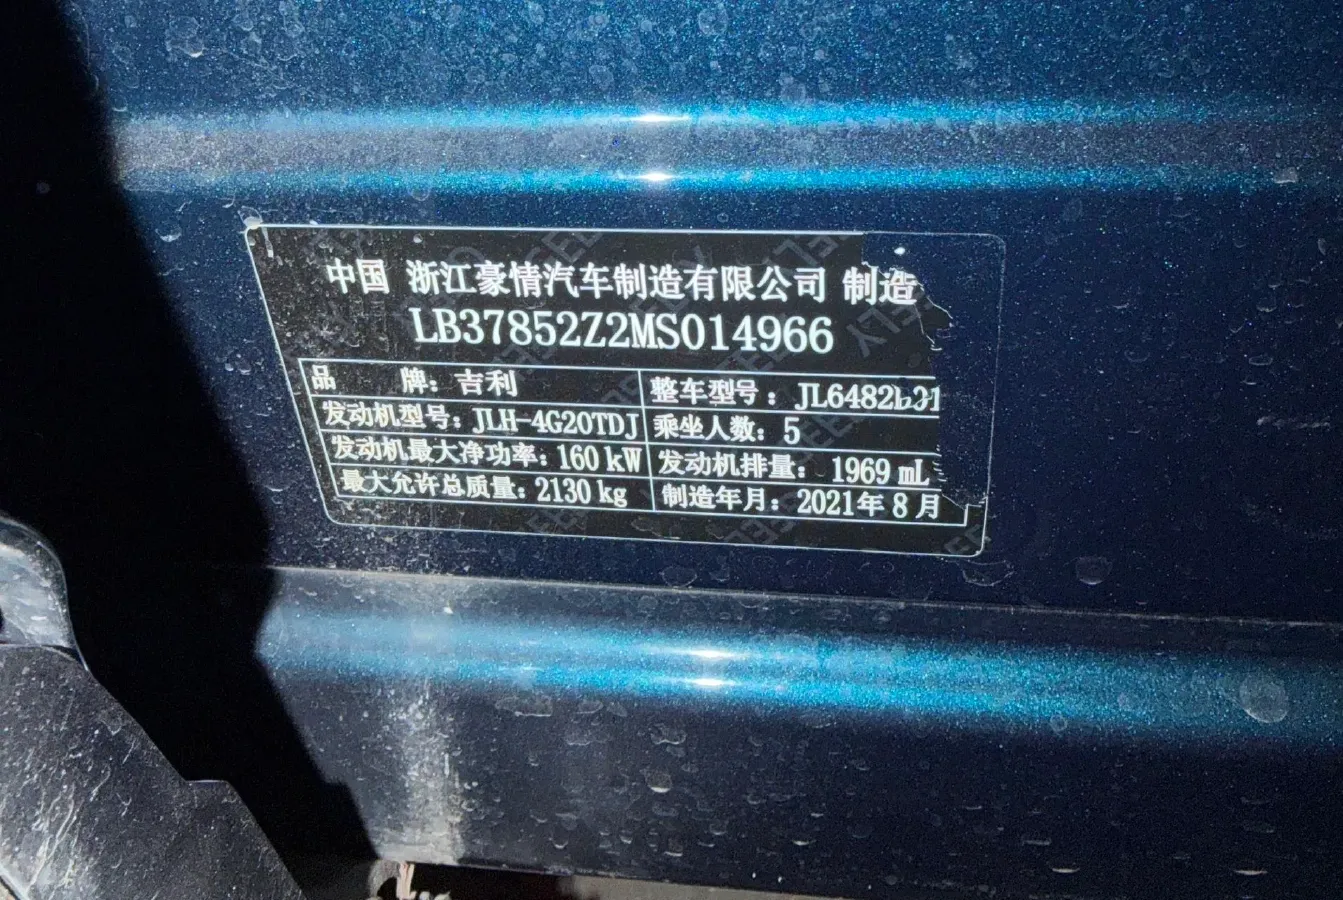 中国 浙江豪情汽车制造有限公司 制造
LB37852Z2MS014966
品 牌：吉利 整车型号：
发动机型号：JLH-4G20TDJ 乘坐人数：5
发动机最大净功率：160 kW 发动机排量：1969 mL
最大允许总质量：2130 kg 制造年月：2021年8月